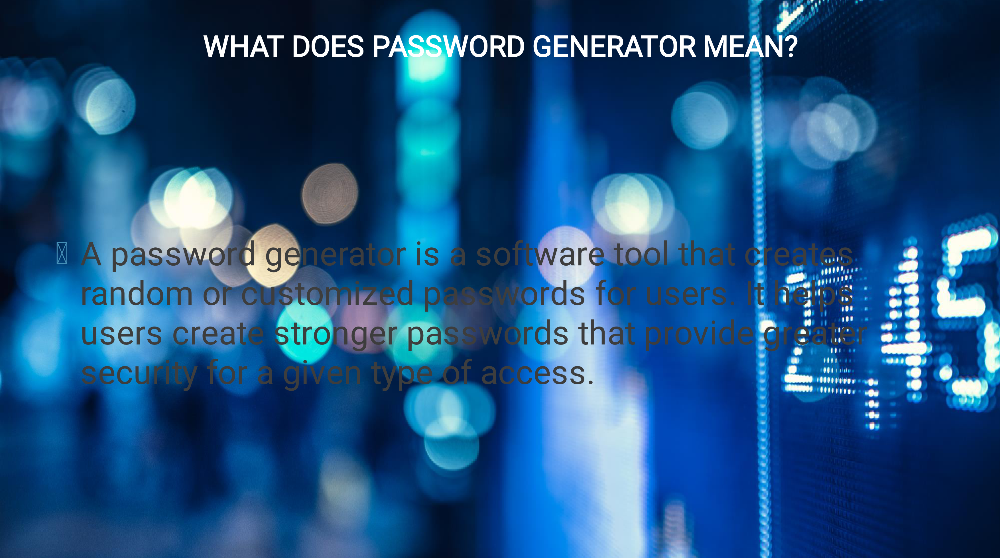 WHAT DOES PASSWORD GENERATOR MEAN?
A password generator is a software tool that creates
random or customized passwords for users. It helps
users create stronger passwords that provide greater
security for a given type of access.
45